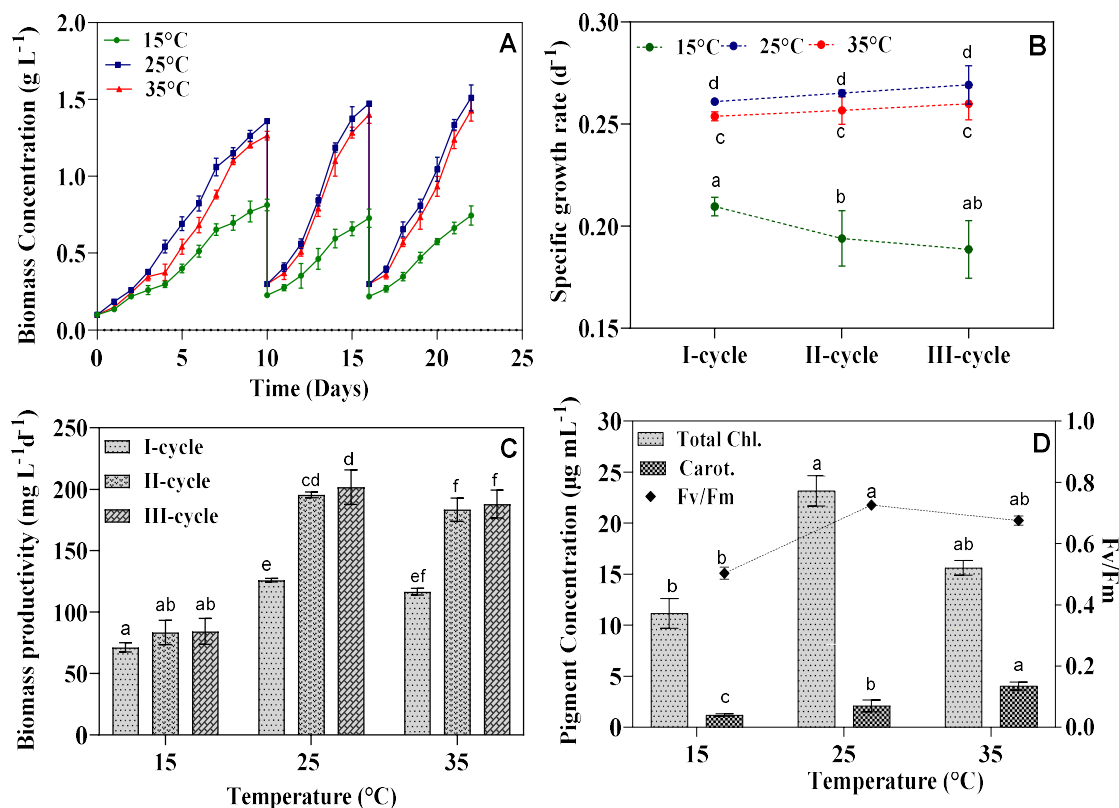 A
Biomass Concentration (g L⁻¹)
2.0
1.5
1.0
0.5
0.0
15°C
25°C
35°C
0 5 10 15 20 25
Time (Days)
B
Specific growth rate (d⁻¹)
0.30
0.25
0.20
0.15
15°C 25°C 35°C
d d d
c c c
a b ab
I-cycle II-cycle III-cycle
C
Biomass productivity (mg L⁻¹d⁻¹)
250
200
150
100
50
0
I-cycle
II-cycle
III-cycle
a ab ab e cd d ef f f
15 25 35
Temperature (°C)
D
Pigment Concentration (µg mL⁻¹)
30
25
20
15
10
5
0
Total Chl.
Carot.
Fv/Fm
b c b a b a ab a ab
1.0
0.8
0.6
0.4
0.2
0.0
Fv/Fm
15 25 35
Temperature (°C)